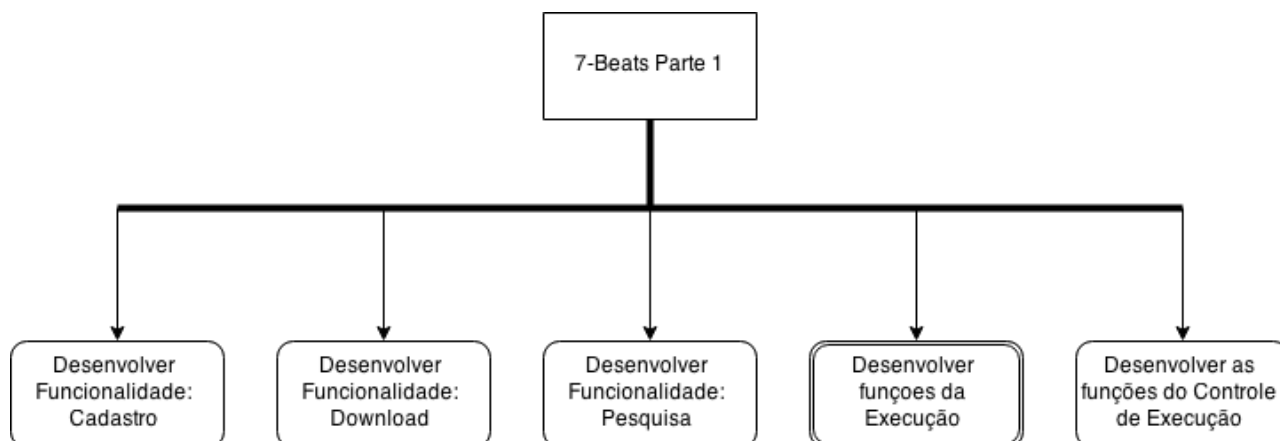 7-Beats Parte 1
Desenvolver
Funcionalidade:
Cadastro
Desenvolver
Funcionalidade:
Download
Desenvolver
Funcionalidade:
Pesquisa
Desenvolver
funçoes da
Execução
Desenvolver as
funções do Controle
de Execução